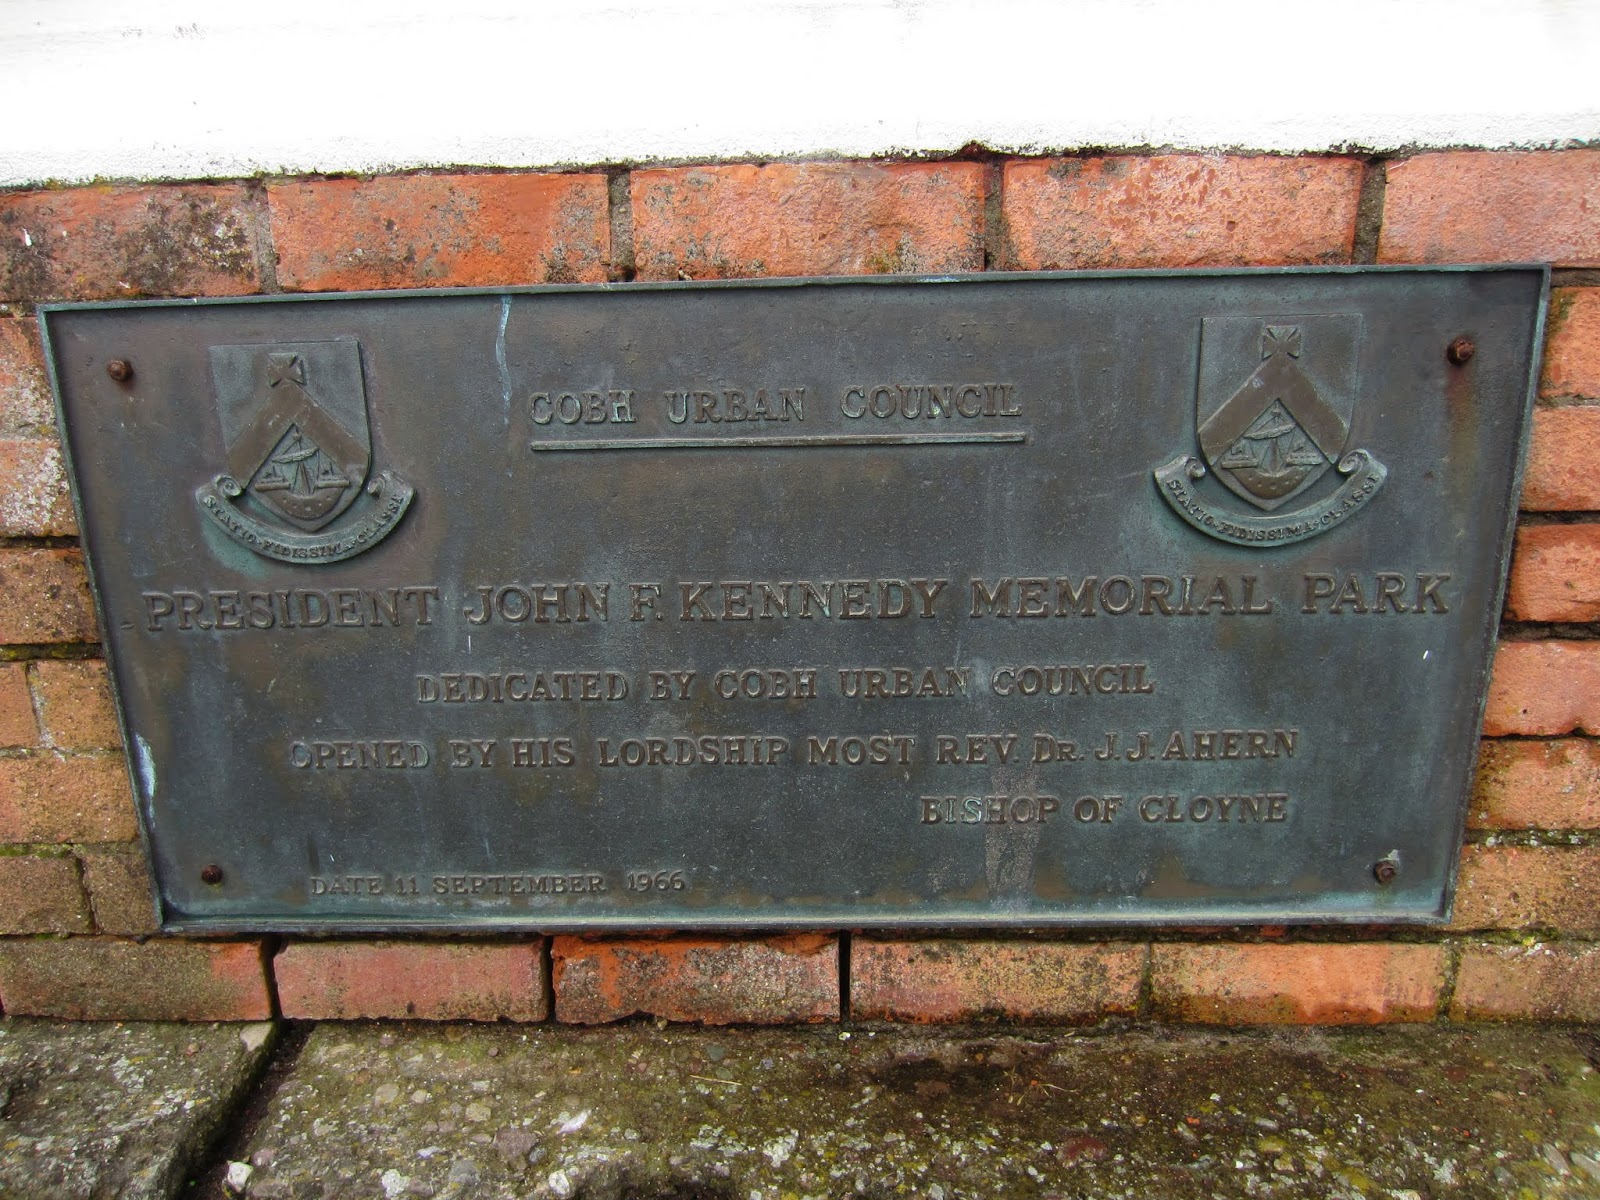 COBH URBAN COUNCIL
STATIO·FIDISSIMA·CLASSI
STATIO·FIDISSIMA·CLASSI
PRESIDENT JOHN F. KENNEDY MEMORIAL PARK
DEDICATED BY COBH URBAN COUNCIL
OPENED BY HIS LORDSHIP MOST REV. DR. J. J. AHERN
BISHOP OF CLOYNE
DATE 11 SEPTEMBER 1966